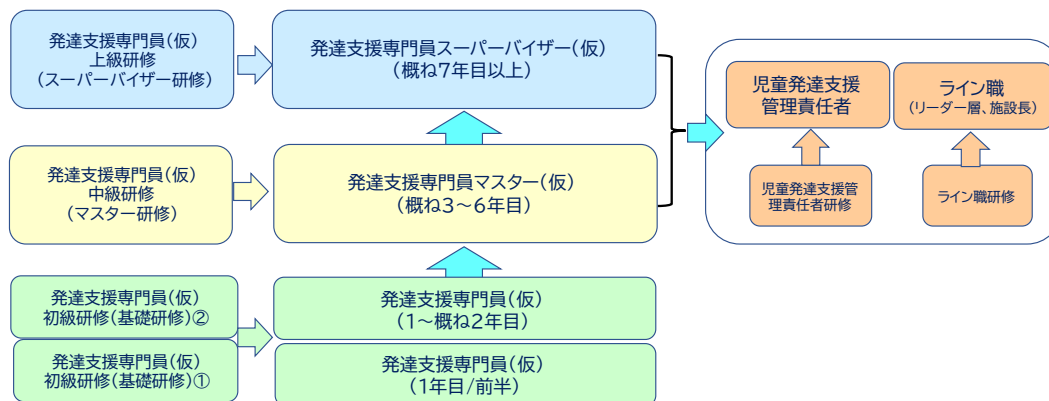 発達支援専門員(仮)
上級研修
(スーパーバイザー研修)
発達支援専門員スーパーバイザー(仮)
(概ね7年目以上)
児童発達支援
管理責任者
ライン職
(リーダー層、施設長)
児童発達支援管
理責任者研修
ライン職研修
発達支援専門員(仮)
中級研修
(マスター研修)
発達支援専門員マスター(仮)
(概ね3～6年目)
発達支援専門員(仮)
初級研修(基礎研修)②
発達支援専門員(仮)
(1～概ね2年目)
発達支援専門員(仮)
初級研修(基礎研修)①
発達支援専門員(仮)
(1年目/前半)